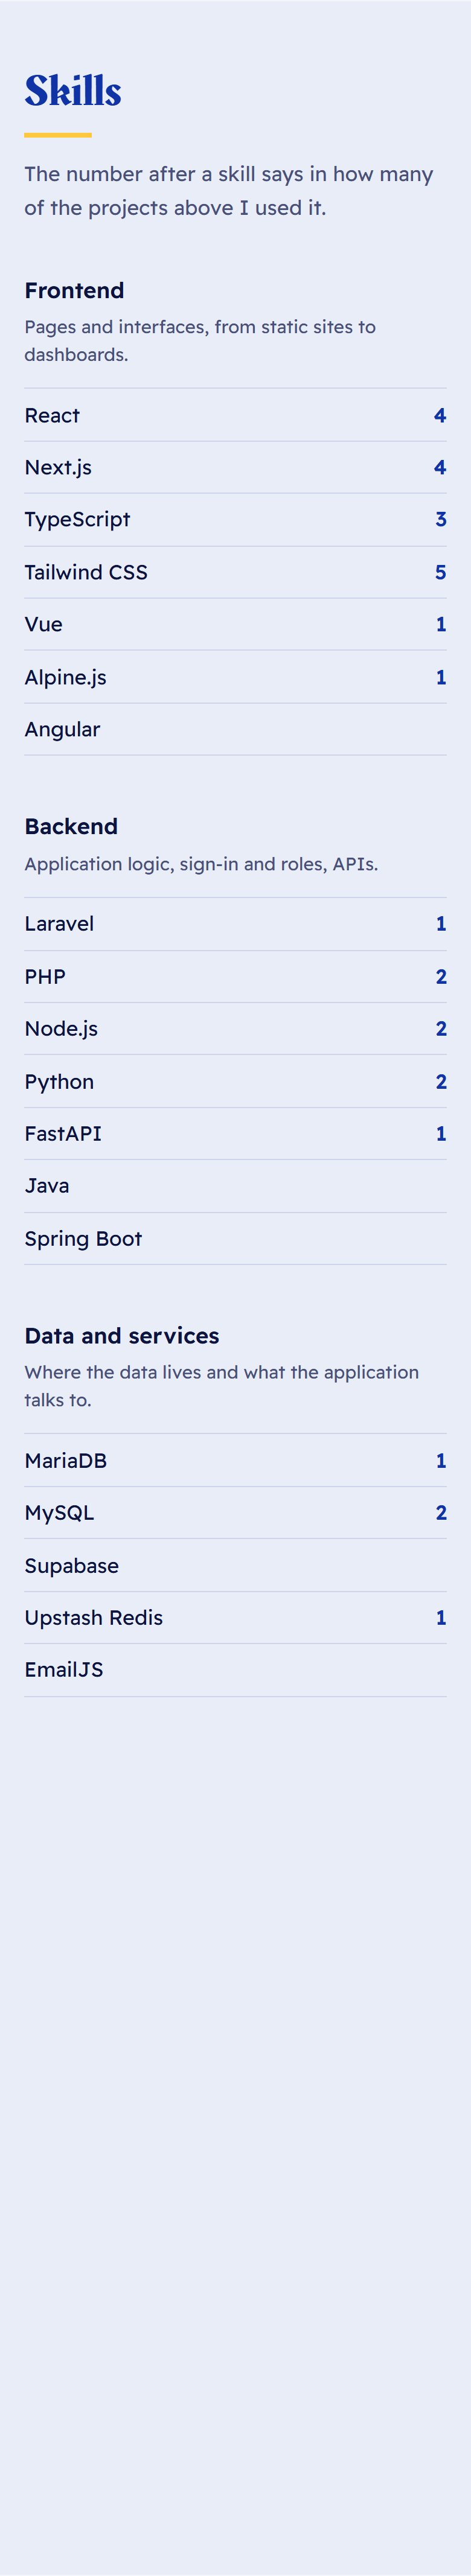 Skills
The number after a skill says in how many
of the projects above I used it.
Frontend
Pages and interfaces, from static sites to
dashboards.
React 4
Next.js 4
TypeScript 3
Tailwind CSS 5
Vue 1
Alpine.js 1
Angular
Backend
Application logic, sign-in and roles, APIs.
Laravel 1
PHP 2
Node.js 2
Python 2
FastAPI 1
Java
Spring Boot
Data and services
Where the data lives and what the application
talks to.
MariaDB 1
MySQL 2
Supabase
Upstash Redis 1
EmailJS